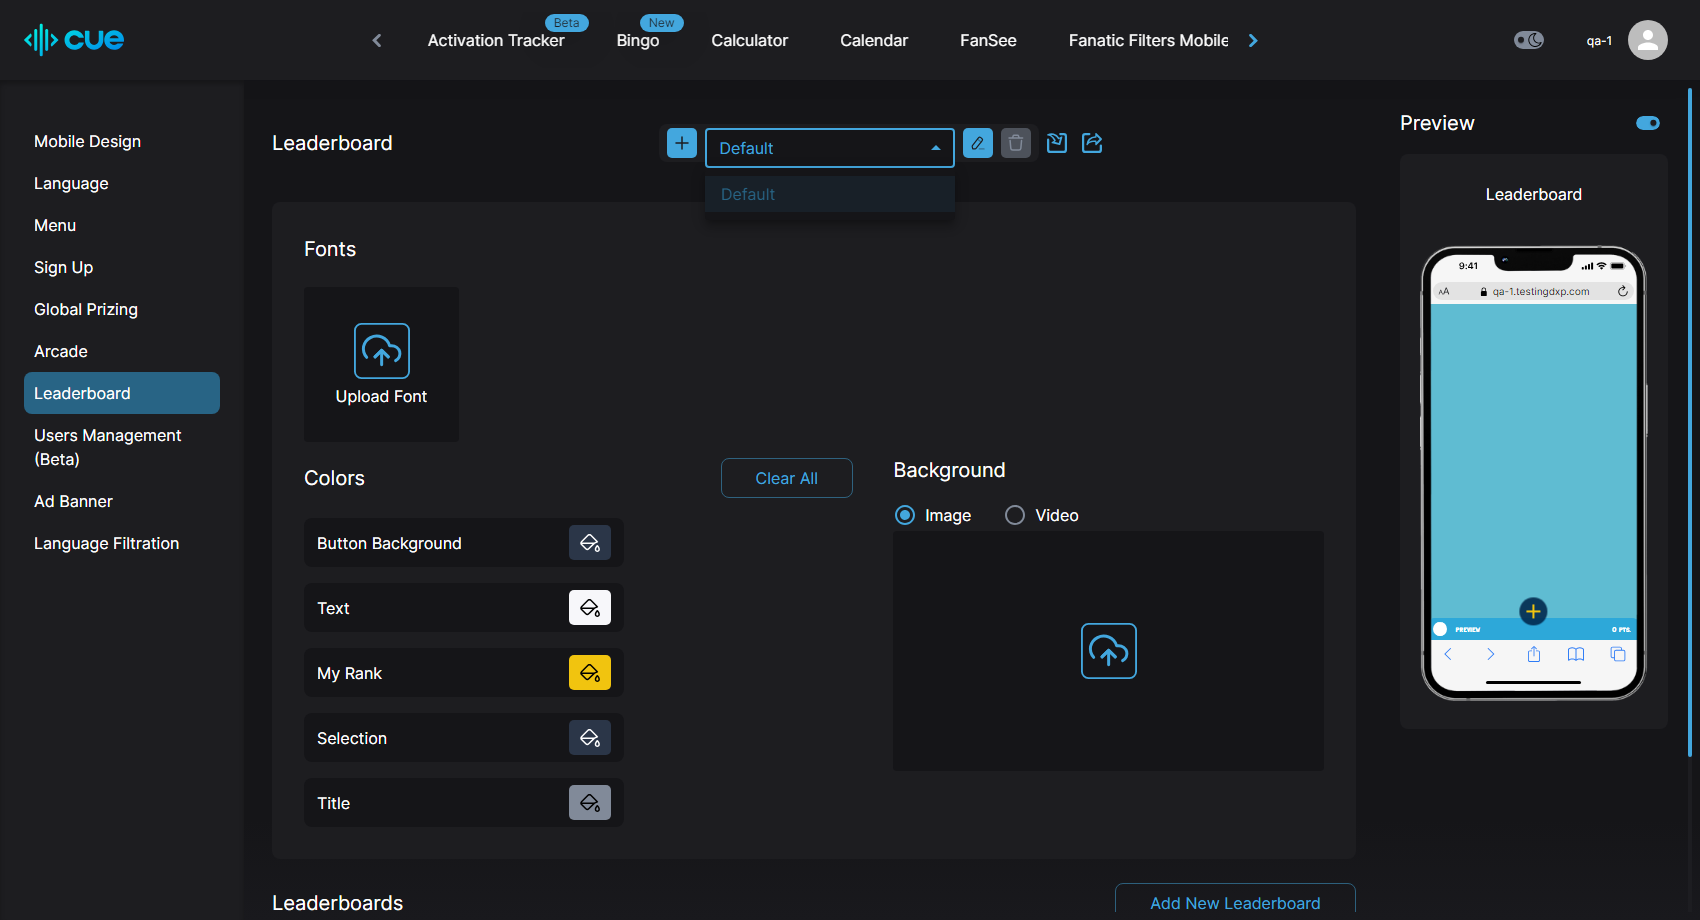 cue
Activation Tracker
Beta
Bingo
New
Calculator
Calendar
FanSee
Fanatic Filters Mobile
qa-1
Mobile Design
Language
Menu
Sign Up
Global Prizing
Arcade
Leaderboard
Users Management
(Beta)
Ad Banner
Language Filtration
Leaderboard
Default
Default
Fonts
Upload Font
Colors
Clear All
Button Background
Text
My Rank
Selection
Title
Background
Image
Video
Leaderboards
Add New Leaderboard
Preview
Leaderboard
9:41
AA
qa-1.testingdxp.com
PREVIEW
0 PTS.